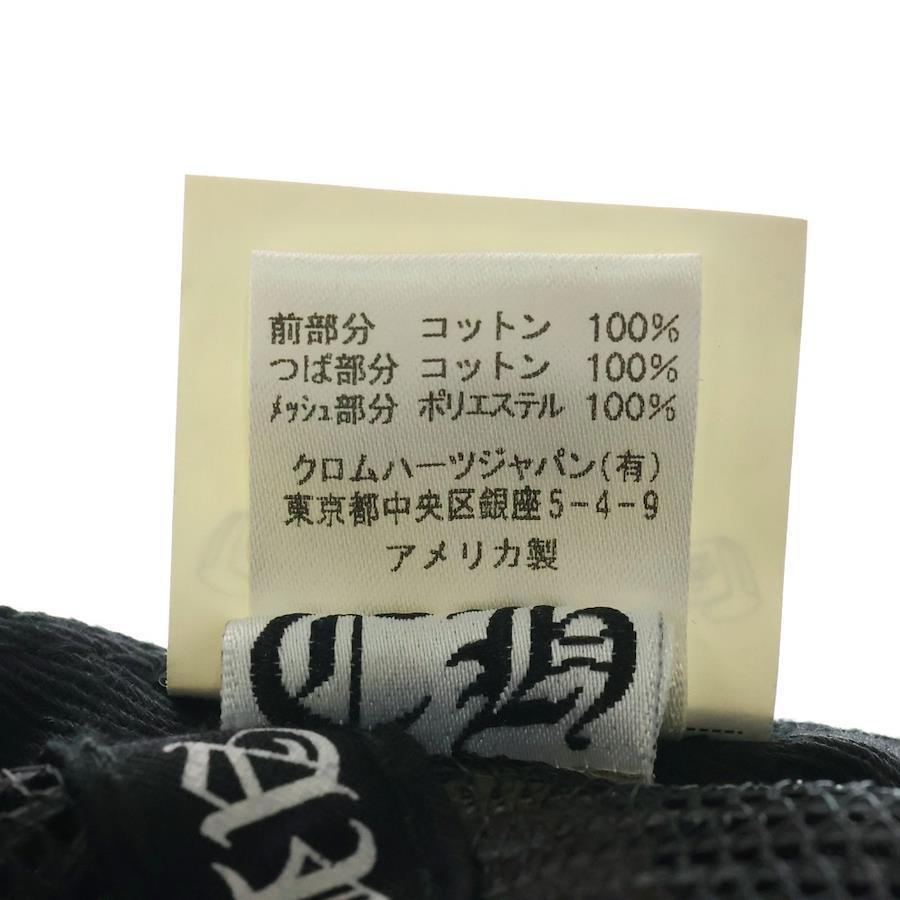 前部分 コットン 100%
つば部分 コットン 100%
ﾒｯｼｭ部分 ポリエステル 100%
クロムハーツジャパン(有)
東京都中央区銀座5-4-9
アメリカ製
CH